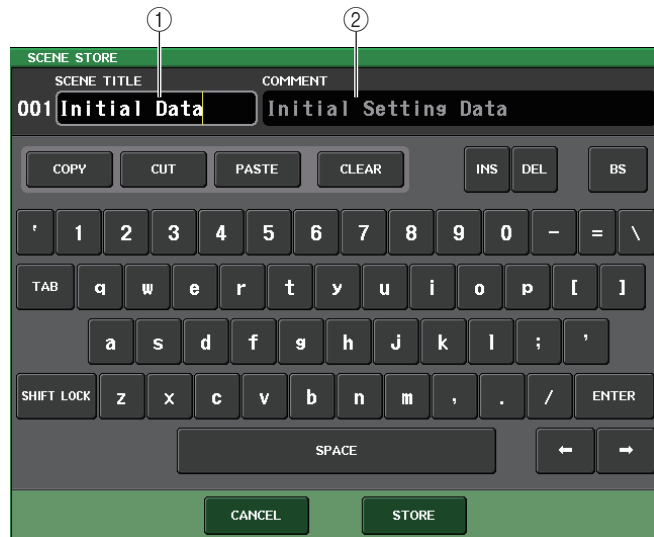 ① ②
SCENE STORE
SCENE TITLE COMMENT
001 Initial Data Initial Setting Data
COPY CUT PASTE CLEAR INS DEL BS
' 1 2 3 4 5 6 7 8 9 0 - = \
TAB q w e r t y u i o p [ ]
a s d f g h j k l ; '
SHIFT LOCK z x c v b n m , . / ENTER
SPACE ← →
CANCEL STORE